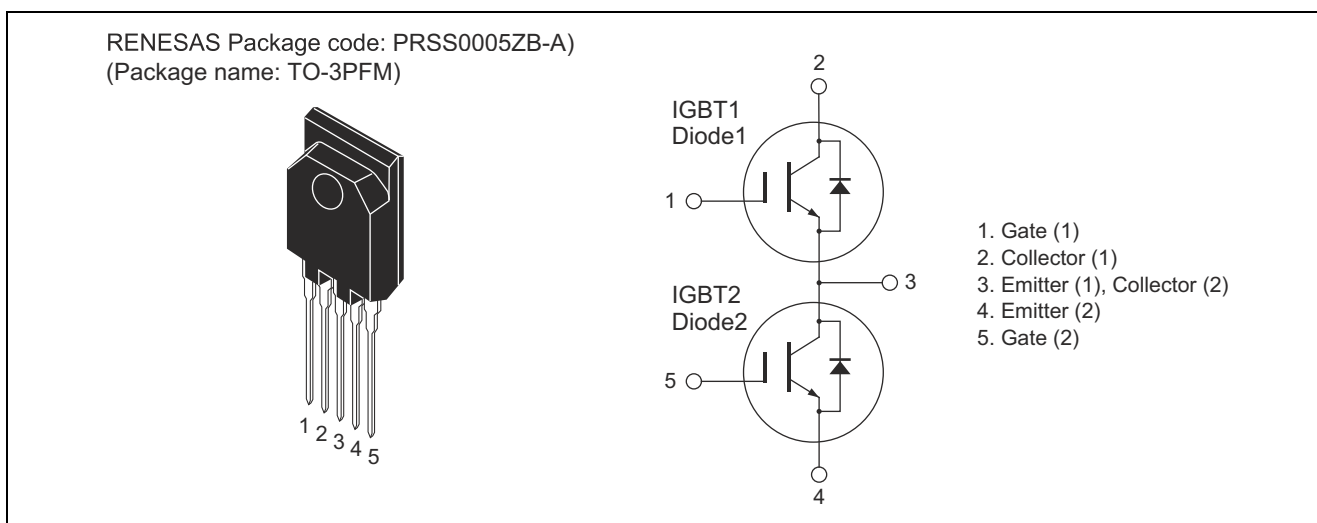 RENESAS Package code: PRSS0005ZB-A)
(Package name: TO-3PFM)
1
2
3
4
5
2
IGBT1
Diode1
1
3
IGBT2
Diode2
5
4
1. Gate (1)
2. Collector (1)
3. Emitter (1), Collector (2)
4. Emitter (2)
5. Gate (2)